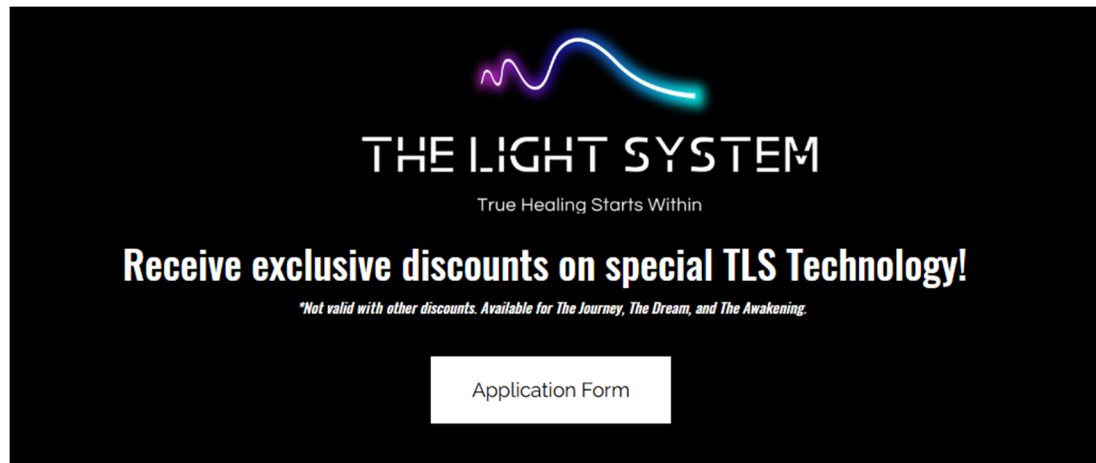 THE LIGHT SYSTEM
True Healing Starts Within
Receive exclusive discounts on special TLS Technology!
*Not valid with other discounts. Available for The Journey, The Dream, and The Awakening.
Application Form